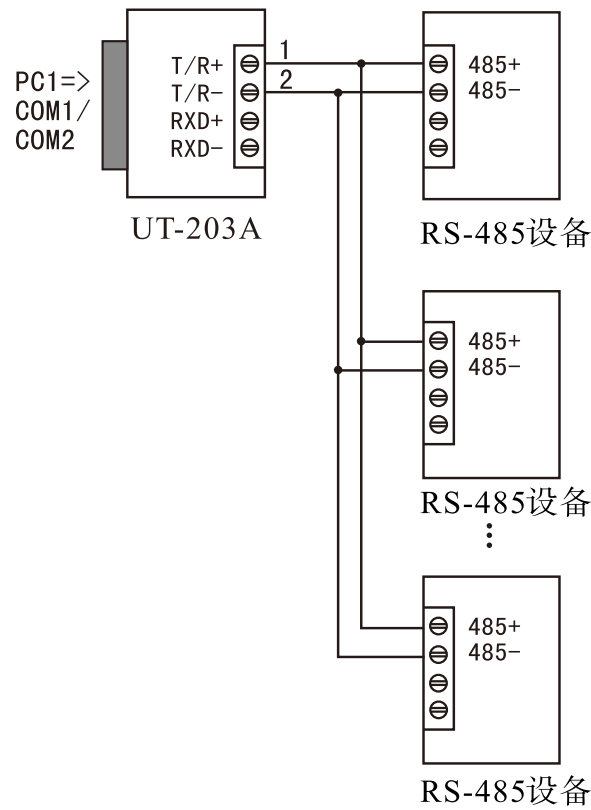 PC1=>
COM1/
COM2
T/R+
T/R-
RXD+
RXD-
1
2
UT-203A
485+
485-
RS-485设备
485+
485-
RS-485设备
485+
485-
RS-485设备